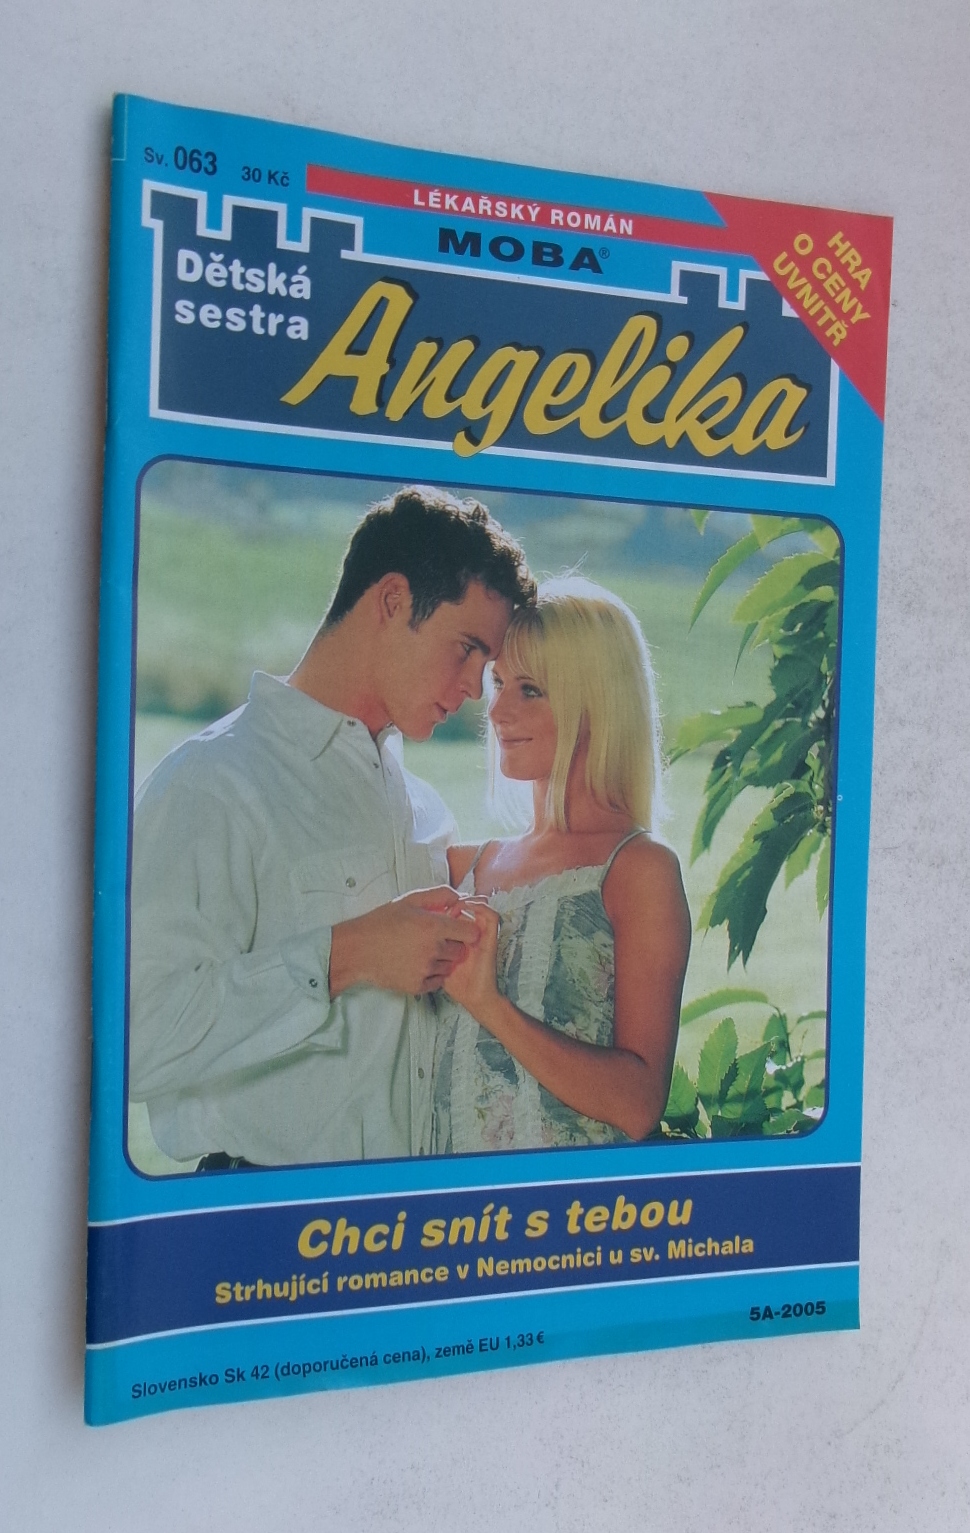 Sv. 063 30 Kč
LÉKAŘSKÝ ROMÁN
MOBA®
HRA
O CENY
UVNITŘ
Dětská
sestra
Angelika
Chci snít s tebou
Strhující romance v Nemocnici u sv. Michala
5A-2005
Slovensko Sk 42 (doporučená cena), země EU 1,33 €